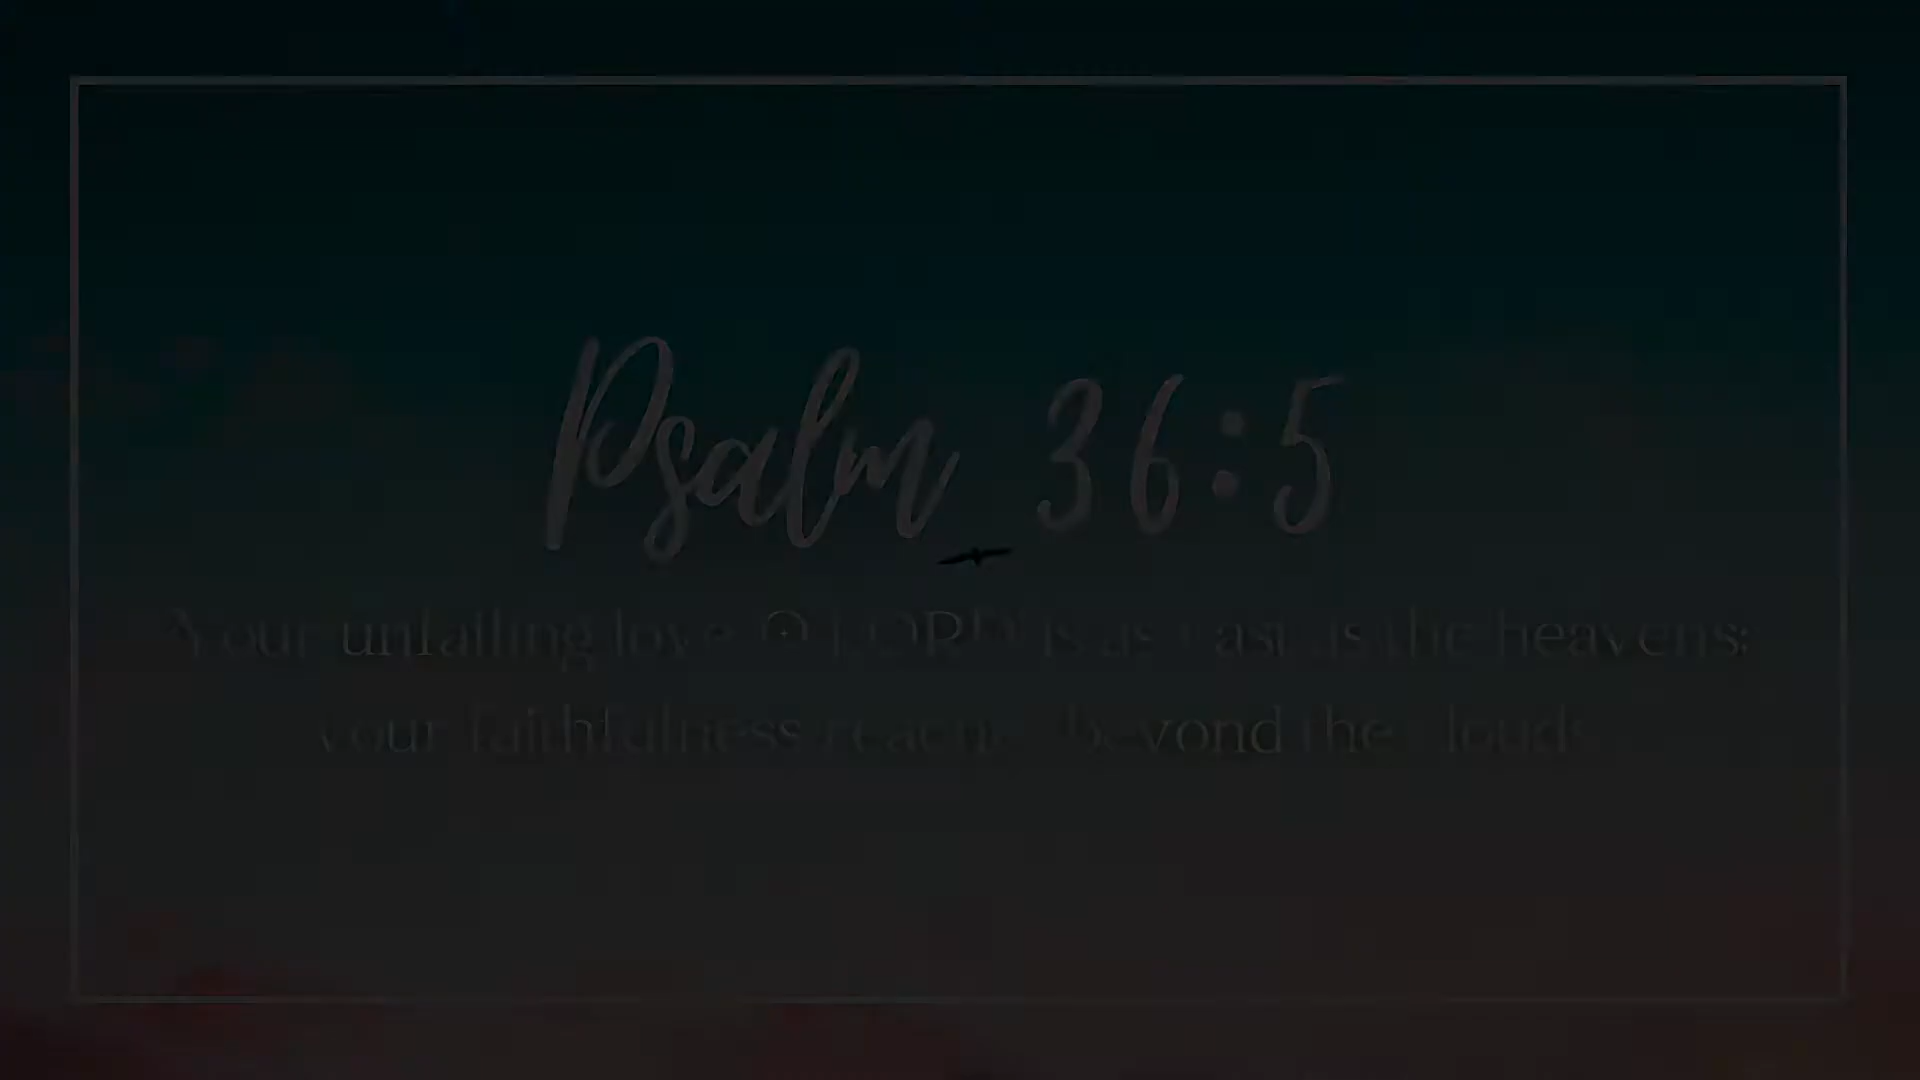 Psalm 36:5
Your unfailing love, O LORD, is as vast as the heavens;
your faithfulness reaches beyond the clouds